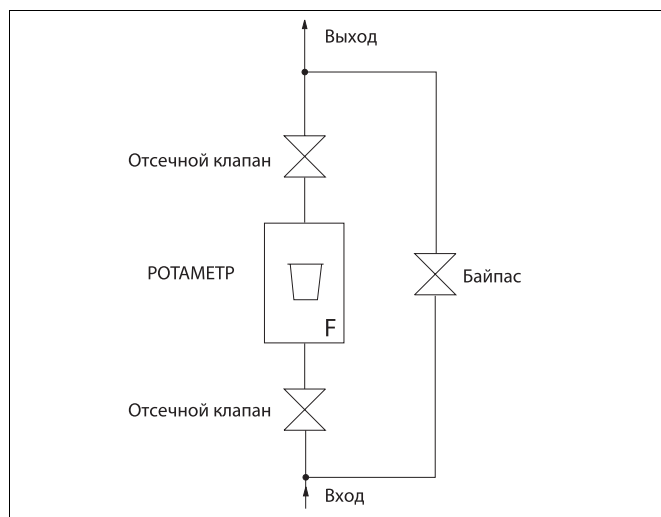 Выход
Отсечной клапан
РОТАМЕТР
Байпас
F
Отсечной клапан
Вход